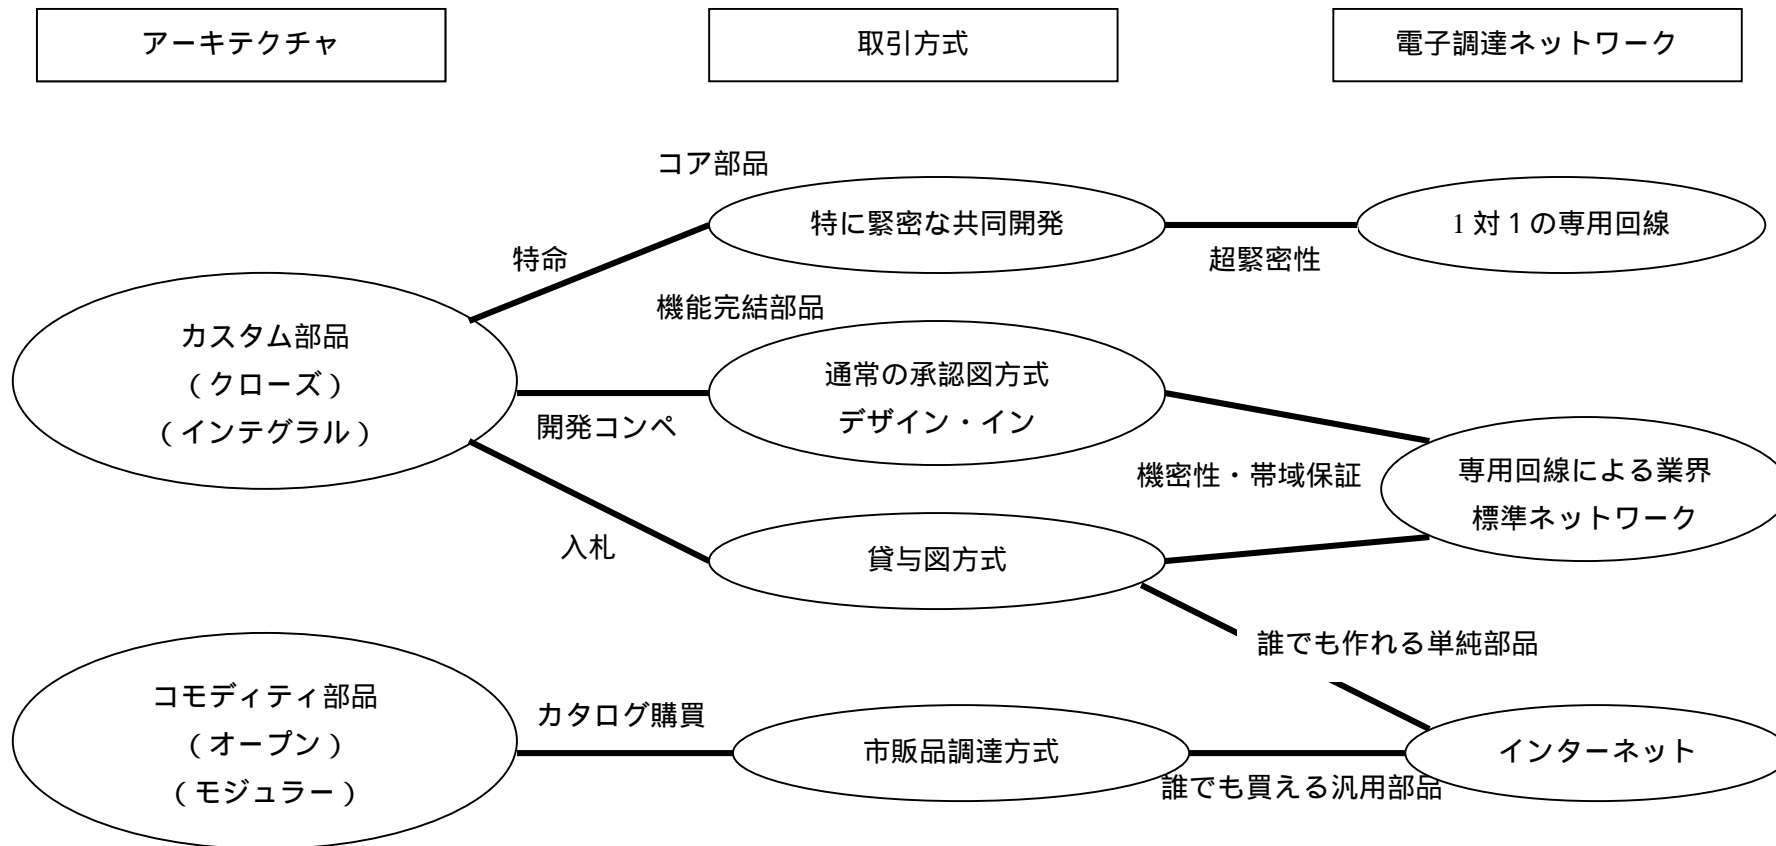 アーキテクチャ
取引方式
電子調達ネットワーク
コア部品
特に緊密な共同開発
1対１の専用回線
特命
超緊密性
機能完結部品
カスタム部品
（クローズ）
（インテグラル）
通常の承認図方式
デザイン・イン
開発コンペ
機密性・帯域保証
専用回線による業界
標準ネットワーク
入札
貸与図方式
誰でも作れる単純部品
コモディティ部品
（オープン）
（モジュラー）
カタログ購買
市販品調達方式
インターネット
誰でも買える汎用部品